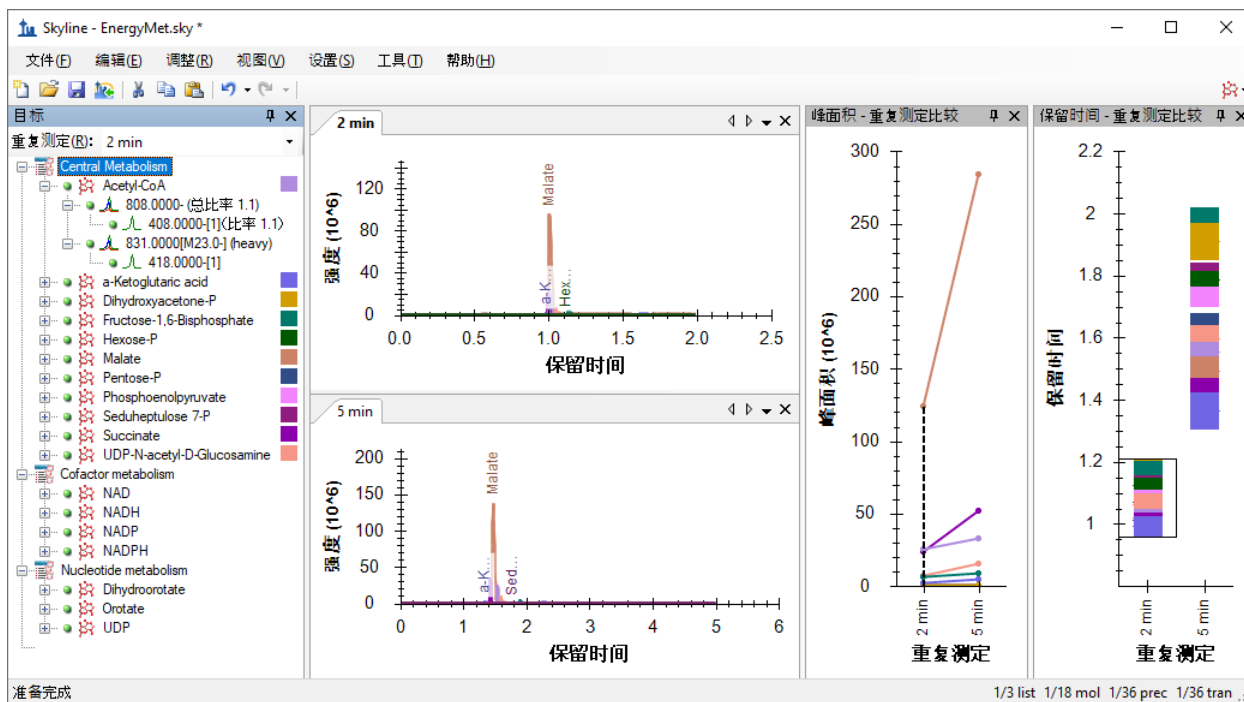 Skyline - EnergyMet.sky *
文件(F) 编辑(E) 调整(R) 视图(V) 设置(S) 工具(T) 帮助(H)
目标
重复测定(R): 2 min
Central Metabolism
Acetyl-CoA
808.0000- (总比率 1.1)
408.0000-[1](比率 1.1)
831.0000[M23.0-] (heavy)
418.0000-[1]
a-Ketoglutaric acid
Dihydroxyacetone-P
Fructose-1,6-Bisphosphate
Hexose-P
Malate
Pentose-P
Phosphoenolpyruvate
Seduheptulose 7-P
Succinate
UDP-N-acetyl-D-Glucosamine
Cofactor metabolism
NAD
NADH
NADP
NADPH
Nucleotide metabolism
Dihydroorotate
Orotate
UDP
2 min
强度 (10^6)
120
80
40
0
Malate
a-K...
Hex...
0.0 0.5 1.0 1.5 2.0 2.5
保留时间
5 min
强度 (10^6)
200
150
100
50
0
Malate
a-K...
Sed...
0 1 2 3 4 5 6
保留时间
峰面积 - 重复测定比较
峰面积 (10^6)
300
250
200
150
100
50
0
2 min 5 min
重复测定
保留时间 - 重复测定比较
保留时间
2.2
2
1.8
1.6
1.4
1.2
1
2 min 5 min
重复测定
准备完成
1/3 list 1/18 mol 1/36 prec 1/36 tran